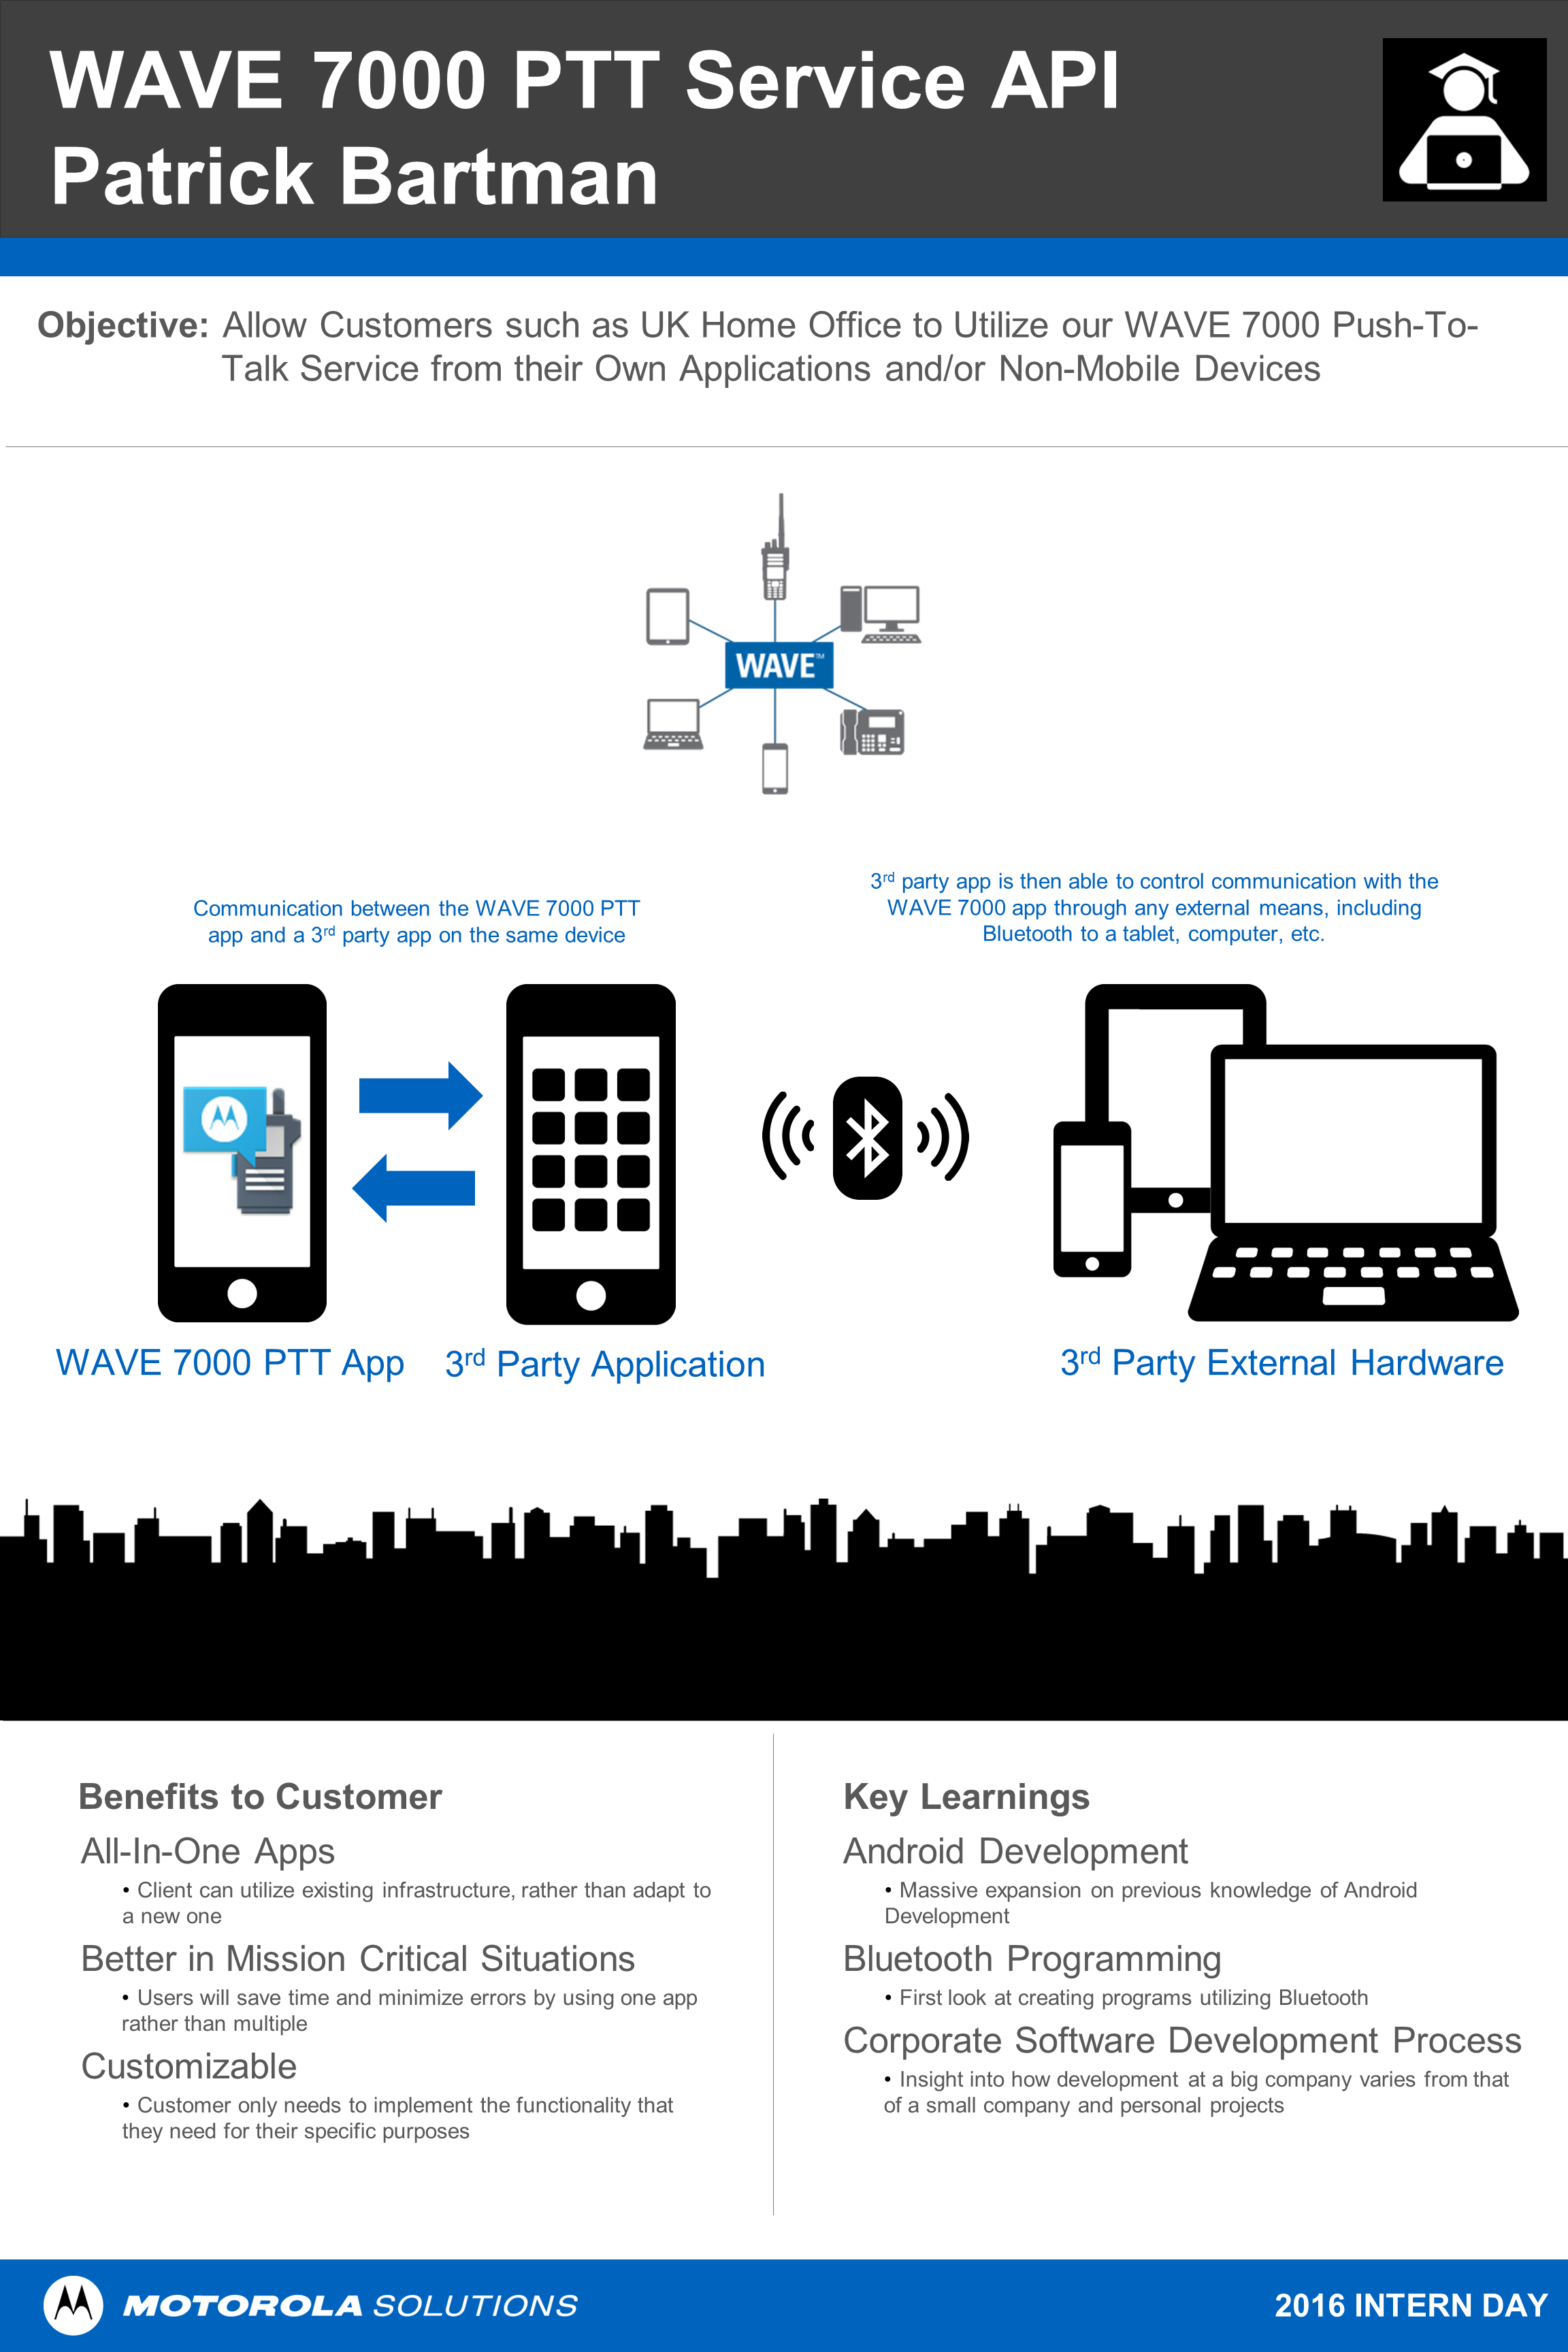 WAVE 7000 PTT Service API
Patrick Bartman
Objective: Allow Customers such as UK Home Office to Utilize our WAVE 7000 Push-To-
Talk Service from their Own Applications and/or Non-Mobile Devices
WAVE™
Communication between the WAVE 7000 PTT
app and a 3rd party app on the same device
3rd party app is then able to control communication with the
WAVE 7000 app through any external means, including
Bluetooth to a tablet, computer, etc.
WAVE 7000 PTT App
3rd Party Application
3rd Party External Hardware
Benefits to Customer
All-In-One Apps
• Client can utilize existing infrastructure, rather than adapt to
a new one
Better in Mission Critical Situations
• Users will save time and minimize errors by using one app
rather than multiple
Customizable
• Customer only needs to implement the functionality that
they need for their specific purposes
Key Learnings
Android Development
• Massive expansion on previous knowledge of Android
Development
Bluetooth Programming
• First look at creating programs utilizing Bluetooth
Corporate Software Development Process
• Insight into how development at a big company varies from that
of a small company and personal projects
MOTOROLA SOLUTIONS
2016 INTERN DAY